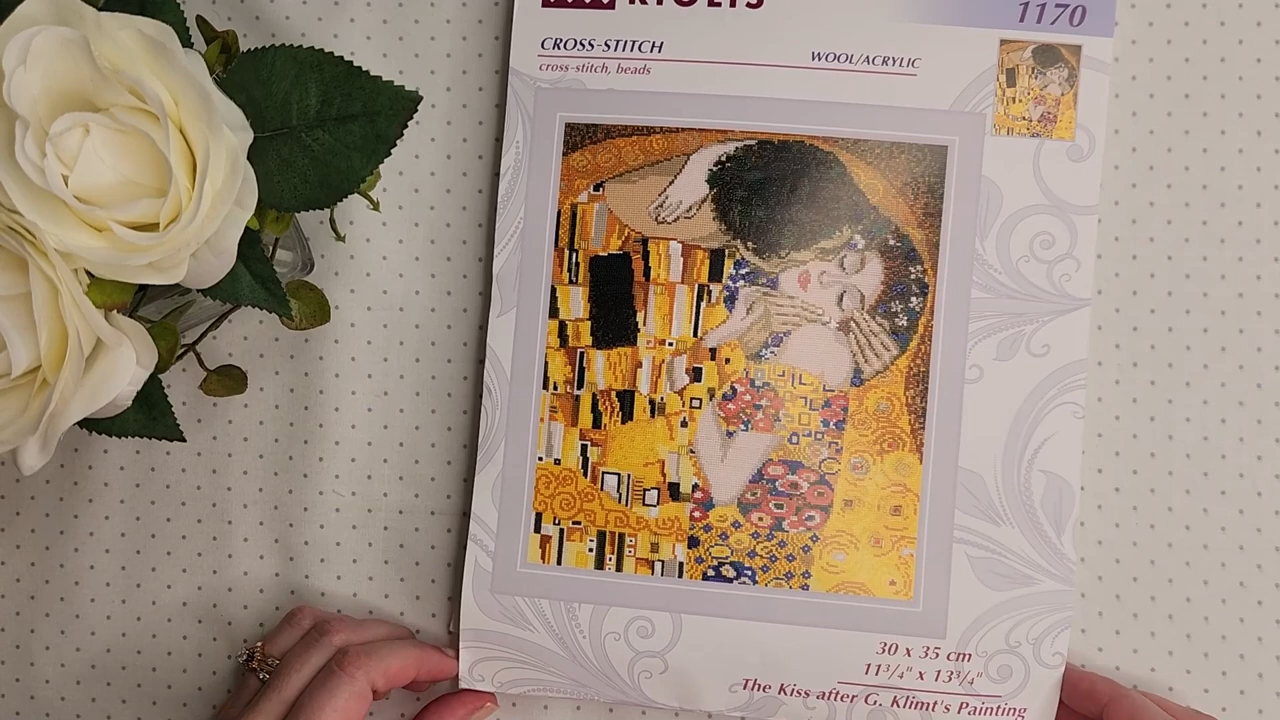 RIOLIS
1170
CROSS-STITCH
WOOL/ACRYLIC
cross-stitch, beads
30 x 35 cm
11³/₄" x 13³/₄"
The Kiss after G. Klimt's Painting